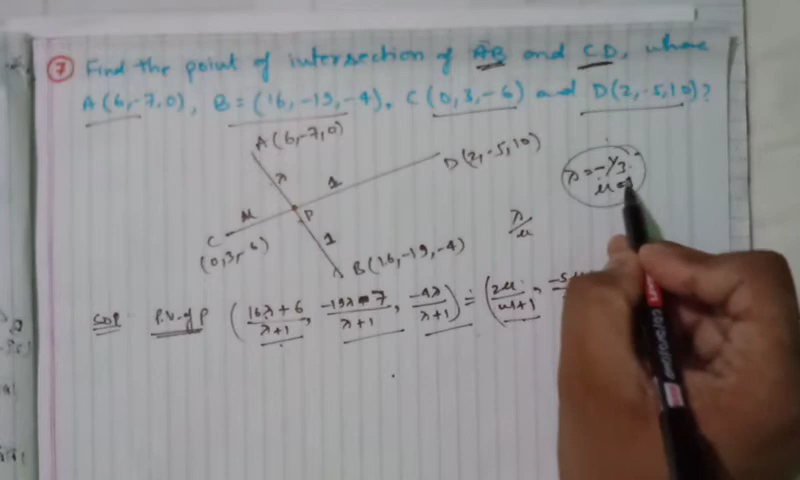 ⑦ Find the point of intersection of AB and CD, where
A(6,-7,0), B=(16,-19,-4), C(0,3,-6) and D(2,-5,10)?
A(6,-7,0)
D(2,-5,10)
λ 1
λ=-1/3
μ=1
μ P
λ/μ
C
(0,3,-6)
1
B(16,-19,-4)
Sol P.V. of P (16λ+6/λ+1, -19λ-7/λ+1, -4λ/λ+1) = (2μ/μ+1, -5μ